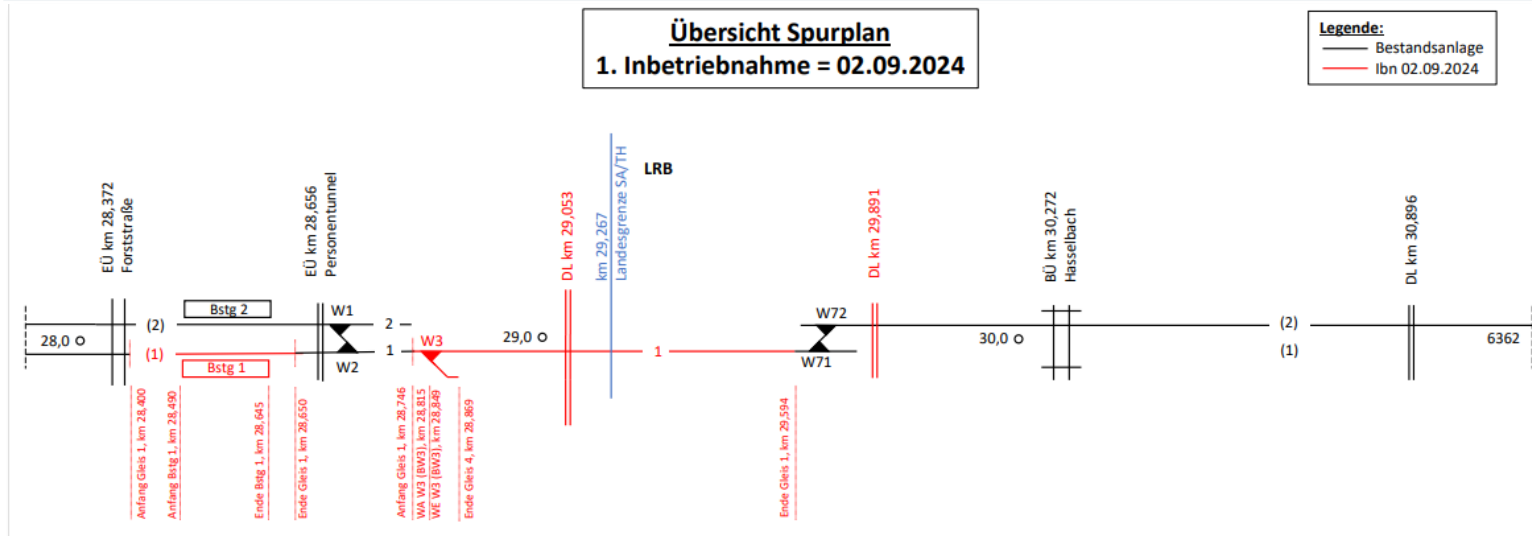 Übersicht Spurplan
1. Inbetriebnahme = 02.09.2024
Legende:
Bestandsanlage
Ibn 02.09.2024
EÜ km 28,372
Forststraße
EÜ km 28,656
Personentunnel
DL km 29,053
km 29,267
Landesgrenze SA/TH
LRB
DL km 29,891
BÜ km 30,272
Hasselbach
DL km 30,896
28,0
(2)
(1)
Bstg 2
Bstg 1
W1
W2
2
1
W3
29,0
1
W72
W71
30,0
(2)
(1)
6362
Anfang Gleis 1, km 28,400
Anfang Bstg 1, km 28,490
Ende Bstg 1, km 28,645
Ende Gleis 1, km 28,650
Anfang Gleis 1, km 28,746
WA W3 (BW3), km 28,815
WE W3 (BW3), km 28,849
Ende Gleis 4, km 28,869
Ende Gleis 1, km 29,594